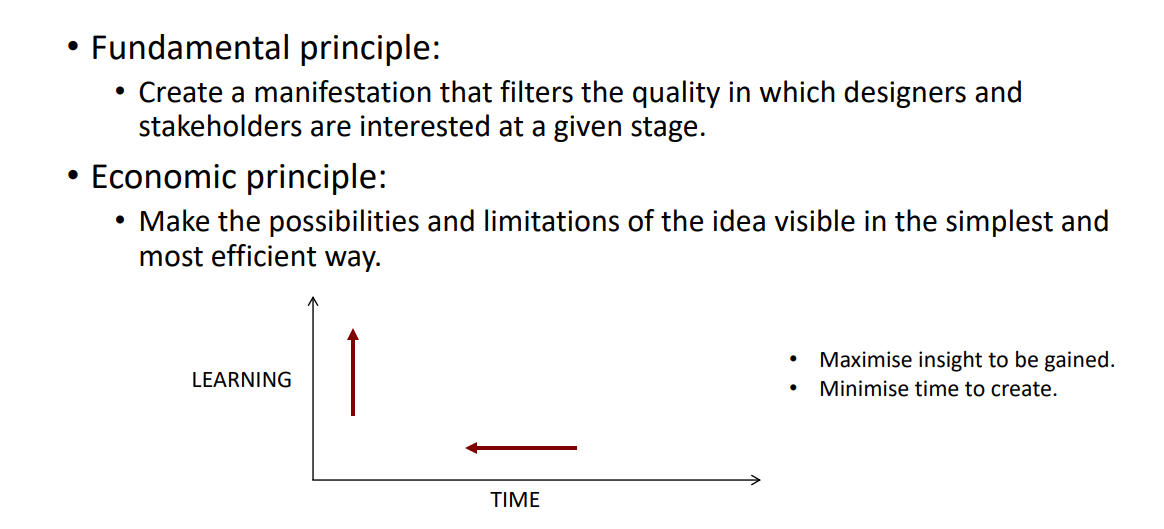 • Fundamental principle:
• Create a manifestation that filters the quality in which designers and
stakeholders are interested at a given stage.
• Economic principle:
• Make the possibilities and limitations of the idea visible in the simplest and
most efficient way.
LEARNING
TIME
• Maximise insight to be gained.
• Minimise time to create.